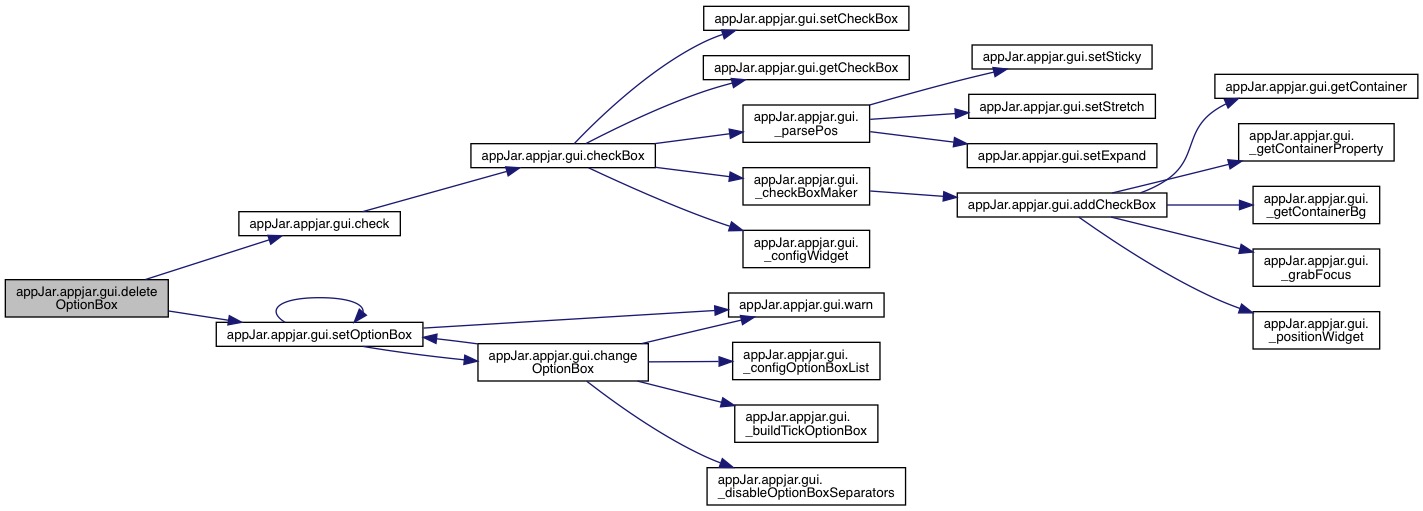 appJar.appjar.gui.delete
OptionBox
appJar.appjar.gui.check
appJar.appjar.gui.setOptionBox
appJar.appjar.gui.checkBox
appJar.appjar.gui.change
OptionBox
appJar.appjar.gui.setCheckBox
appJar.appjar.gui.getCheckBox
appJar.appjar.gui.
_parsePos
appJar.appjar.gui.
_checkBoxMaker
appJar.appjar.gui.
_configWidget
appJar.appjar.gui.warn
appJar.appjar.gui.
_configOptionBoxList
appJar.appjar.gui.
_buildTickOptionBox
appJar.appjar.gui.
_disableOptionBoxSeparators
appJar.appjar.gui.setSticky
appJar.appjar.gui.setStretch
appJar.appjar.gui.setExpand
appJar.appjar.gui.addCheckBox
appJar.appjar.gui.getContainer
appJar.appjar.gui.
_getContainerProperty
appJar.appjar.gui.
_getContainerBg
appJar.appjar.gui.
_grabFocus
appJar.appjar.gui.
_positionWidget